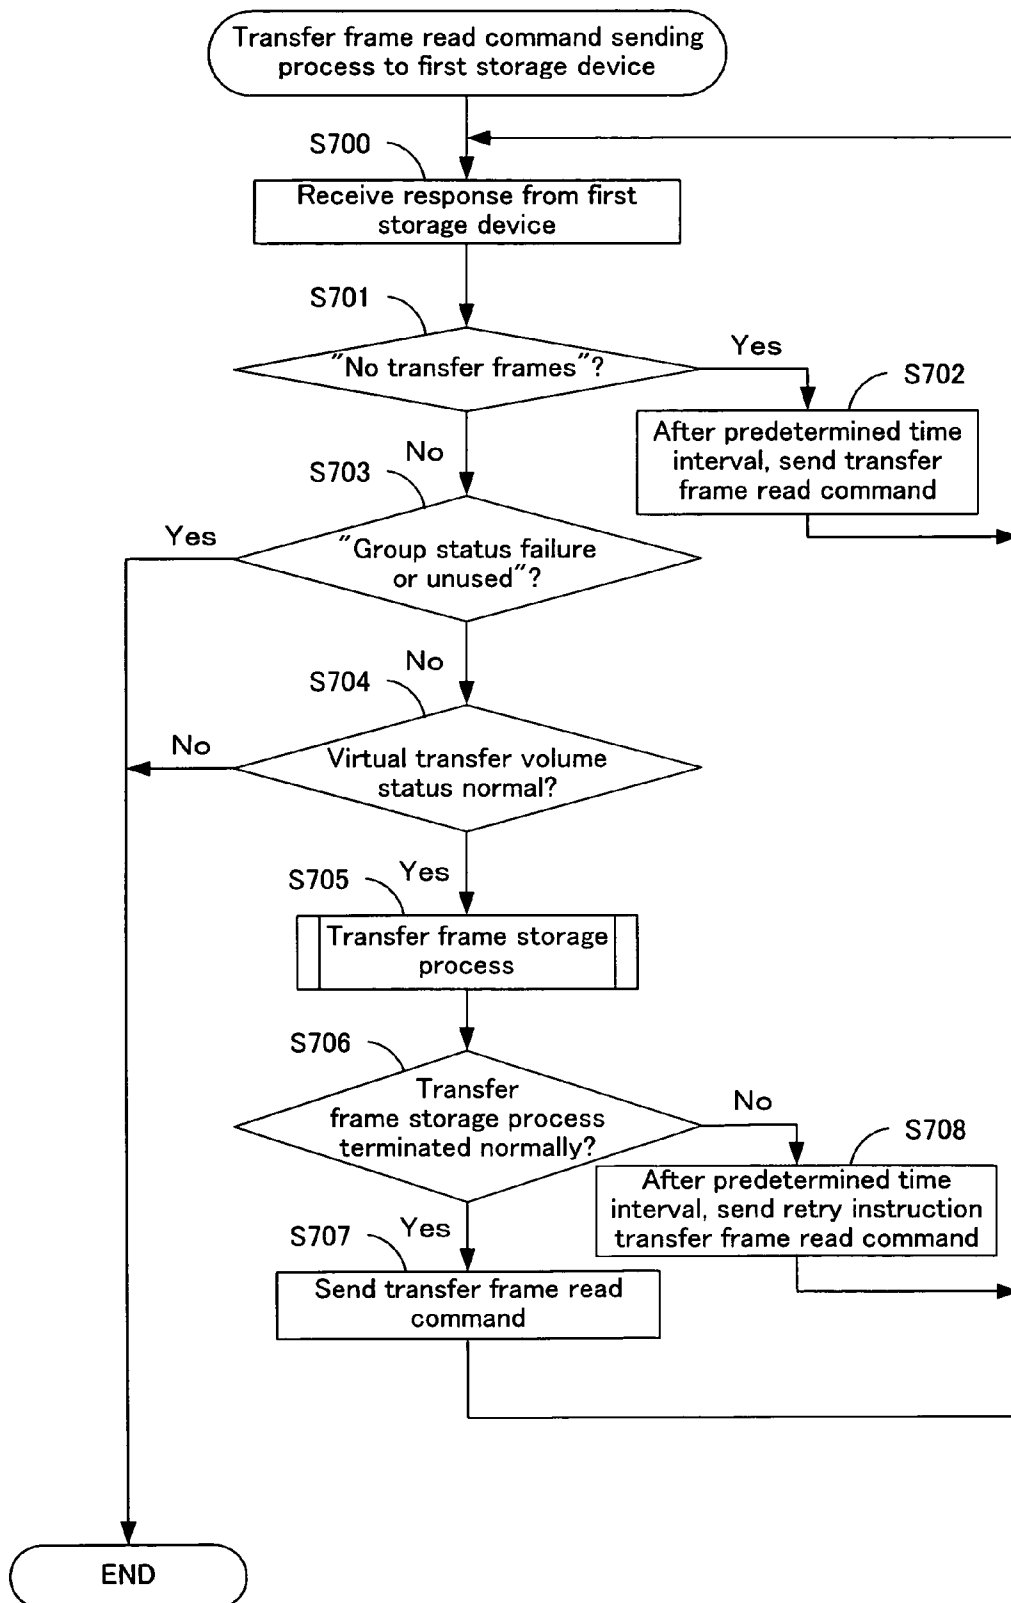 Transfer frame read command sending
process to first storage device
S700
Receive response from first
storage device
S701
"No transfer frames"?
Yes
S702
After predetermined time
interval, send transfer
frame read command
No
S703
Yes
"Group status failure
or unused"?
No
S704
No
Virtual transfer volume
status normal?
Yes
S705
Transfer frame storage
process
S706
Transfer
frame storage process
terminated normally?
No
S708
After predetermined time
interval, send retry instruction
transfer frame read command
Yes
S707
Send transfer frame read
command
END